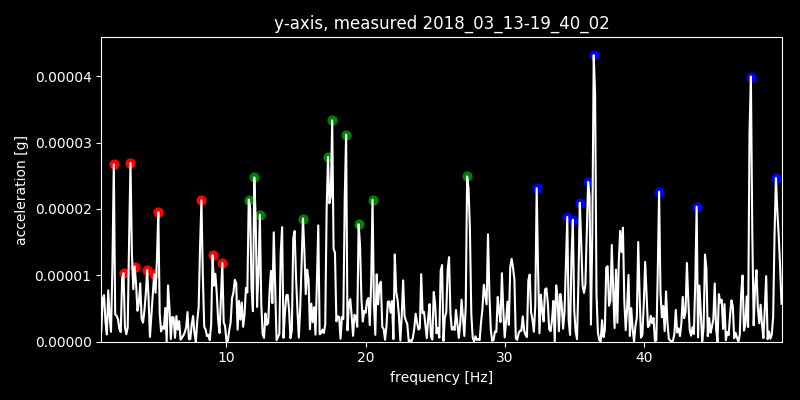 y-axis, measured 2018_03_13-19_40_02
acceleration [g]
0.00004
0.00003
0.00002
0.00001
0.00000
10 20 30 40
frequency [Hz]